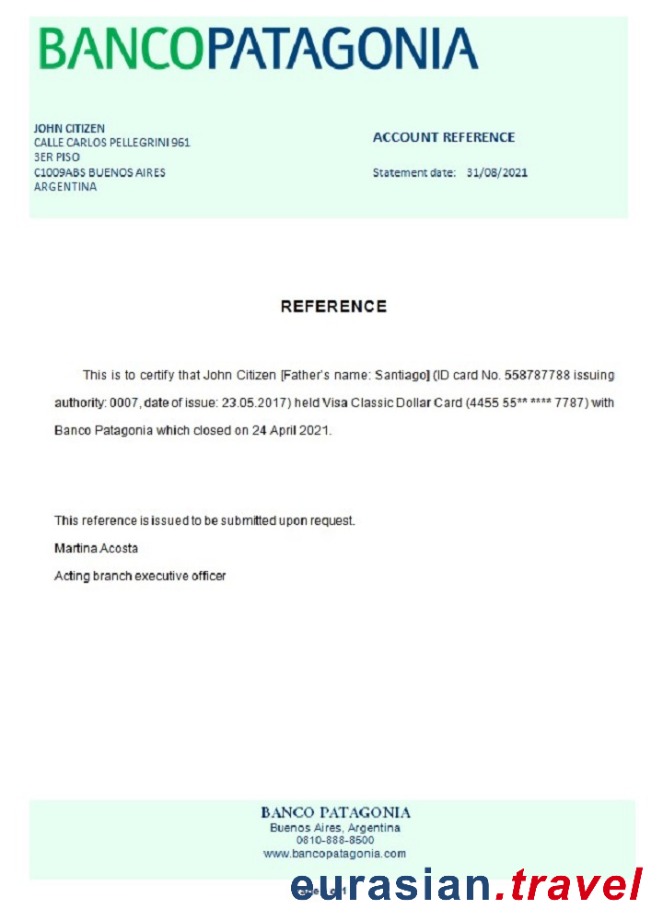 BANCOPATAGONIA
JOHN CITIZEN
CALLE CARLOS PELLEGRINI 961
3ER PISO
C1009ABS BUENOS AIRES
ARGENTINA
ACCOUNT REFERENCE
Statement date: 31/08/2021
REFERENCE
This is to certify that John Citizen [Father's name: Santiago] (ID card No. 558787788 issuing
authority: 0007, date of issue: 23.05.2017) held Visa Classic Dollar Card (4455 55** **** 7787) with
Banco Patagonia which closed on 24 April 2021.
This reference is issued to be submitted upon request.
Martina Acosta
Acting branch executive officer
BANCO PATAGONIA
Buenos Aires, Argentina
0810-888-8500
www.bancopatagonia.com
eurasian.travel